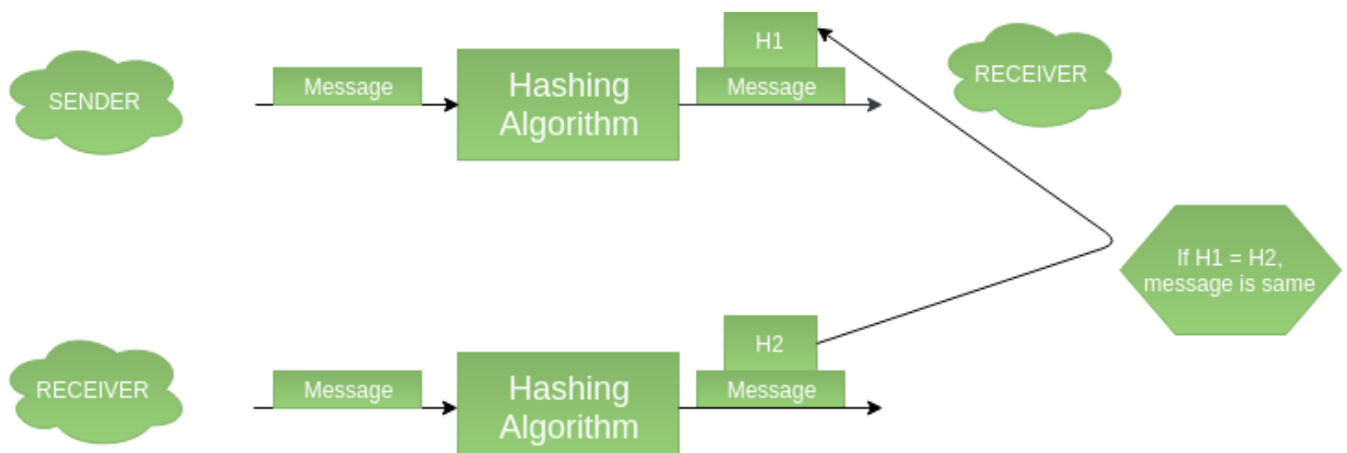 SENDER
Message
Hashing
Algorithm
H1
Message
RECEIVER
If H1 = H2,
message is same
RECEIVER
Message
Hashing
Algorithm
H2
Message